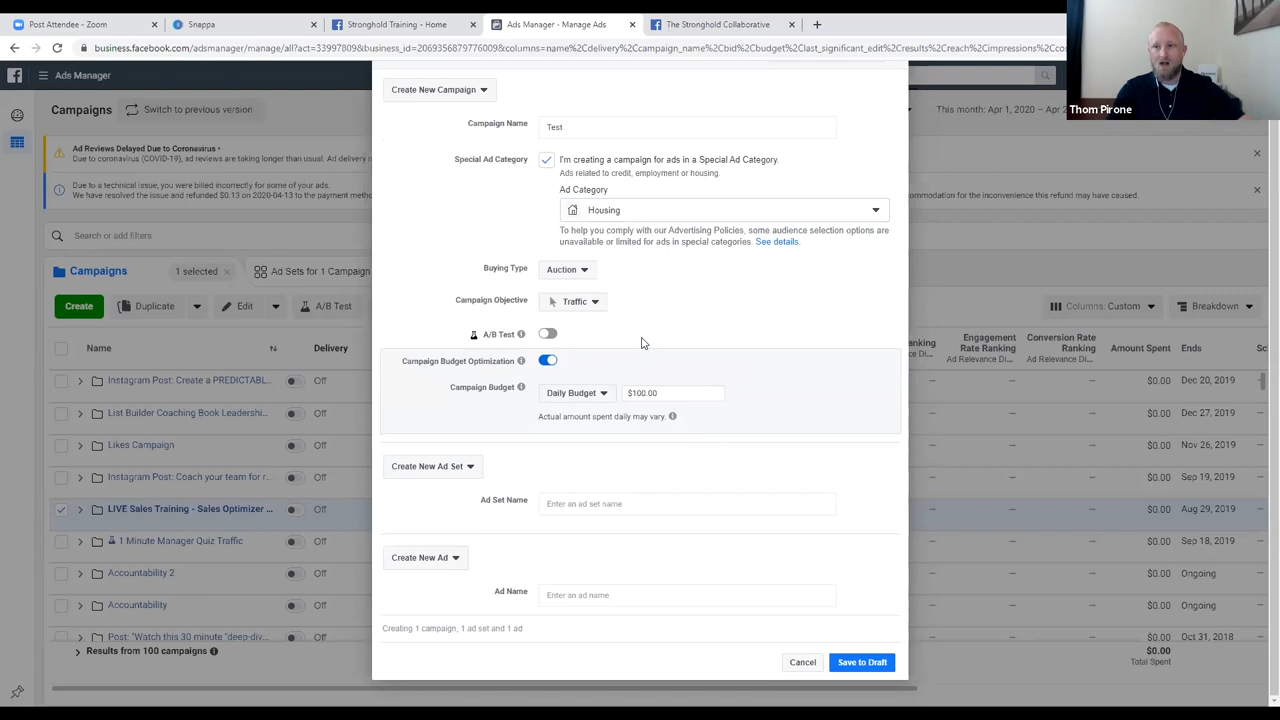 Post Attendee - Zoom
Snappa
Stronghold Training - Home
Ads Manager - Manage Ads
The Stronghold Collaborative
business.facebook.com/adsmanager/manage/all?act=33997809&business_id=2069356879776009&columns=name%2Cdelivery%2Ccampaign_name%2Cbid%2Cbudget%2Clast_significant_edit%2Cresults%2Creach%2Cimpressions%2Cco
Ads Manager
Thom Pirone
Campaigns
Switch to previous version
This month: Apr 1, 2020 – Ap
Ad Reviews Delayed Due to Coronavirus
Due to coronavirus (COVID-19), ad reviews are taking longer than usual. Ad delivery
Due to a technical issue, you were billed incorrectly for some of your ads.
We have resolved the issue and refunded $0.13 on 2020-04-13 to the payment metho
ommodation for the inconvenience this refund may have caused.
Search or add filters
Campaigns
1 selected
Ad Sets for 1 Campaign
Create
Duplicate
Edit
A/B Test
Columns: Custom
Breakdown
Name
Delivery
anking
Ad Relevance Di...
Engagement Rate Ranking
Ad Relevance Di...
Conversion Rate Ranking
Ad Relevance Di...
Amount Spent
Ends
Instagram Post: Create a PREDICTABL...
Off
— — — $0.00 Dec 20, 2019
List Builder Coaching Book Leadershi...
Off
— — — $0.00 Dec 27, 2019
Likes Campaign
Off
— — — $0.00 Nov 26, 2019
Instagram Post: Coach your team for r...
Off
— — — $0.00 Sep 19, 2019
LIVE Sales Training - Sales Optimizer ...
Off
— — — $0.00 Aug 29, 2019
1 Minute Manager Quiz Traffic
Off
— — — $0.00 Sep 18, 2019
Accountability 2
Off
— — — $0.00 Ongoing
Accountability
Off
— — — $0.00 Ongoing
Post: "Watch this 30 minute "deep-div...
Off
— — — $0.00 Oct 31, 2018
Results from 100 campaigns
$0.00
Total Spent
Create New Campaign
Campaign Name
Test
Special Ad Category
I'm creating a campaign for ads in a Special Ad Category.
Ads related to credit, employment or housing.
Ad Category
Housing
To help you comply with our Advertising Policies, some audience selection options are
unavailable or limited for ads in special categories. See details.
Buying Type
Auction
Campaign Objective
Traffic
A/B Test
Campaign Budget Optimization
Campaign Budget
Daily Budget
$100.00
Actual amount spent daily may vary.
Create New Ad Set
Ad Set Name
Enter an ad set name
Create New Ad
Ad Name
Enter an ad name
Creating 1 campaign, 1 ad set and 1 ad
Cancel
Save to Draft